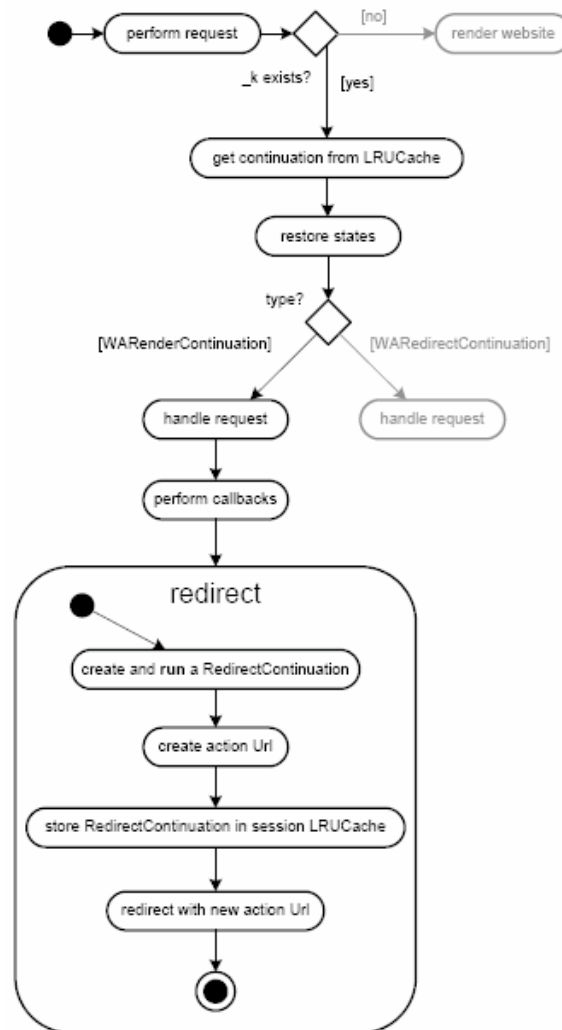 perform request
[no]
render website
_k exists?
[yes]
get continuation from LRUCache
restore states
type?
[WARenderContinuation]
[WARedirectContinuation]
handle request
handle request
perform callbacks
redirect
create and run a RedirectContinuation
create action Url
store RedirectContinuation in session LRUCache
redirect with new action Url